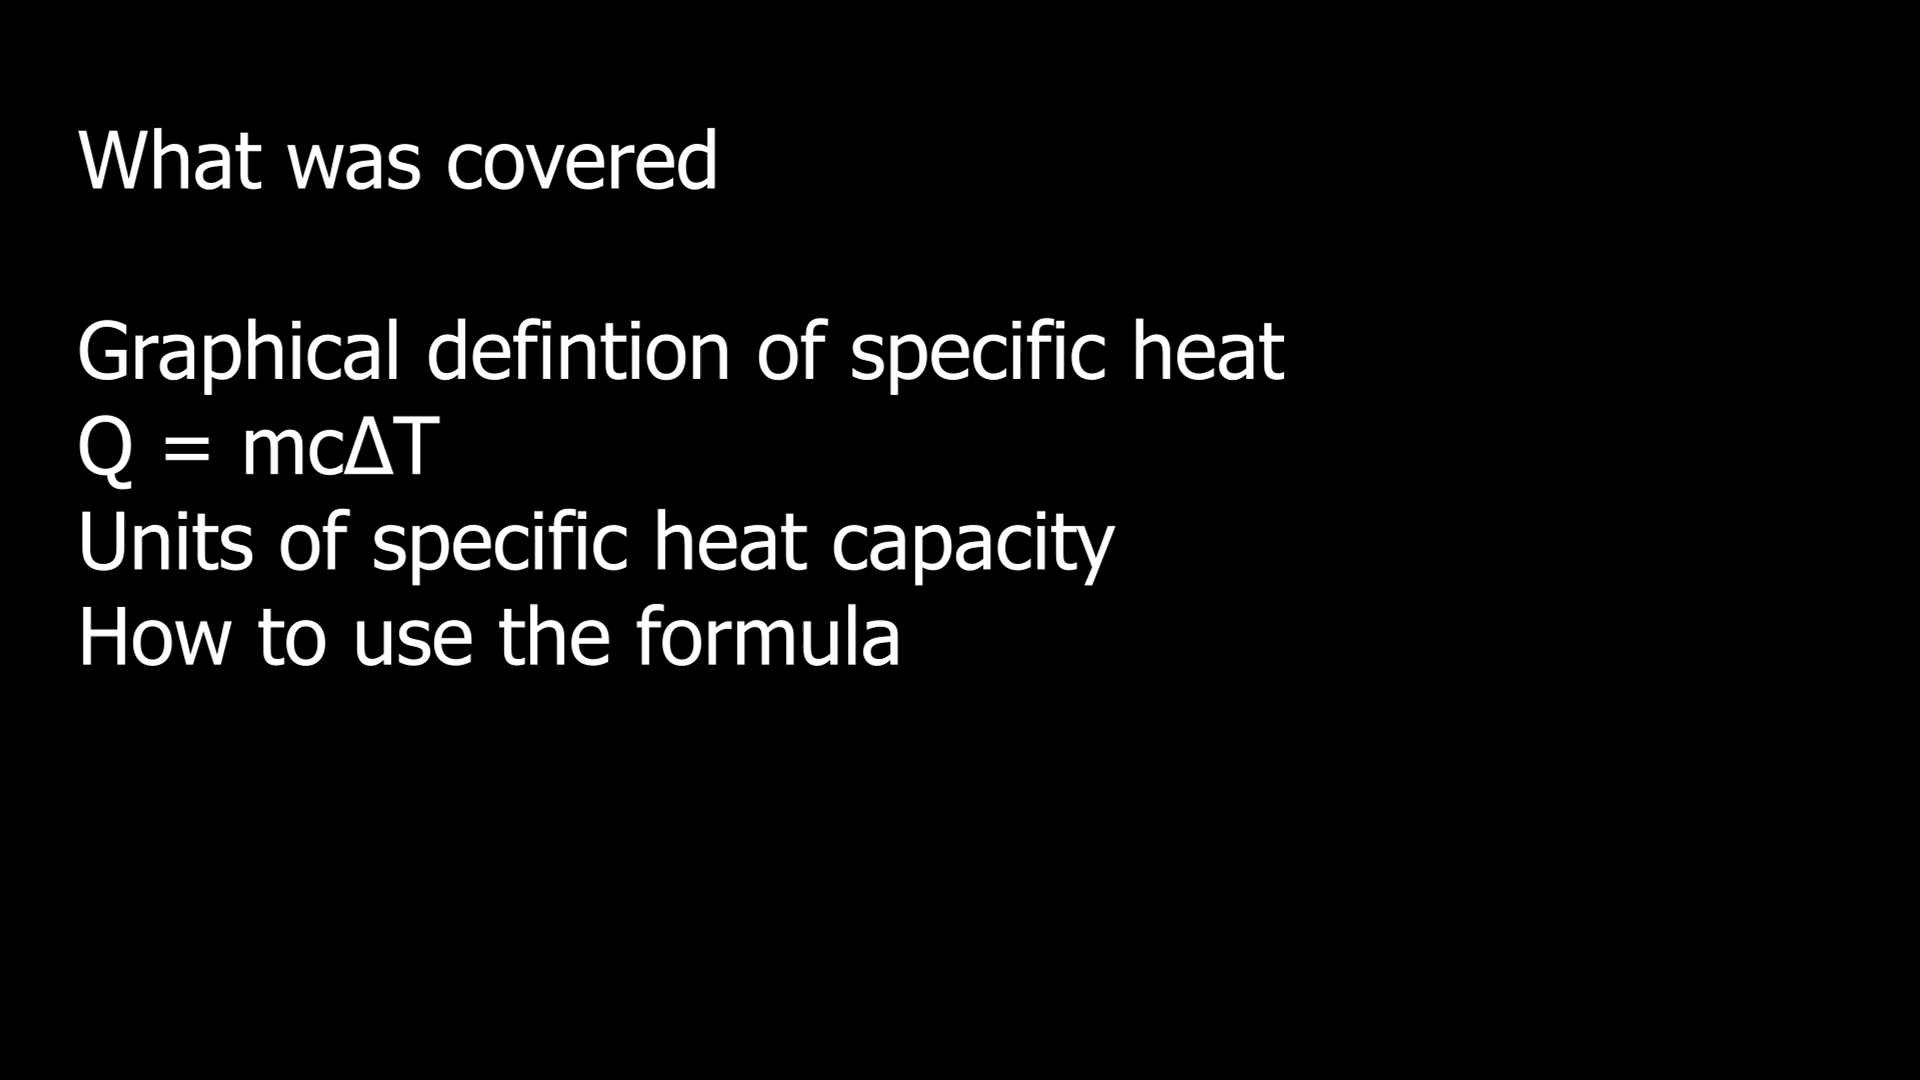 What was covered
Graphical defintion of specific heat
Q = mcΔT
Units of specific heat capacity
How to use the formula